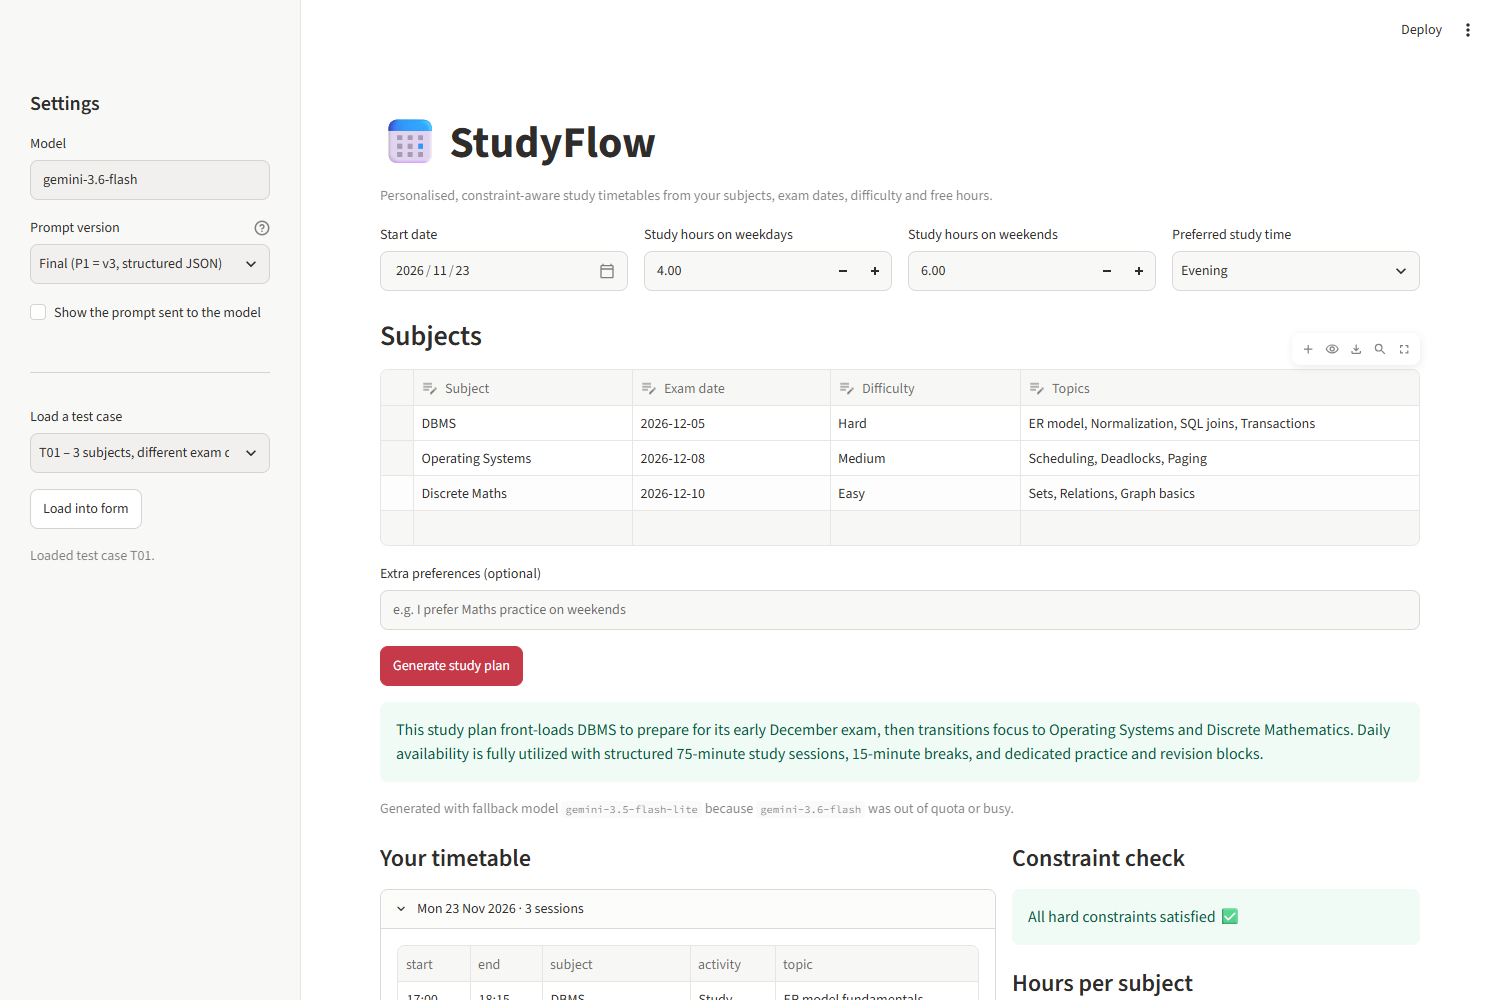 Deploy
Settings
Model
gemini-3.6-flash
Prompt version
Final (P1 = v3, structured JSON)
Show the prompt sent to the model
Load a test case
T01 – 3 subjects, different exam d
Load into form
Loaded test case T01.
StudyFlow
Personalised, constraint-aware study timetables from your subjects, exam dates, difficulty and free hours.
Start date
Study hours on weekdays
Study hours on weekends
Preferred study time
2026/11/23
4.00
6.00
Evening
Subjects
Subject Exam date Difficulty Topics
DBMS 2026-12-05 Hard ER model, Normalization, SQL joins, Transactions
Operating Systems 2026-12-08 Medium Scheduling, Deadlocks, Paging
Discrete Maths 2026-12-10 Easy Sets, Relations, Graph basics
Extra preferences (optional)
e.g. I prefer Maths practice on weekends
Generate study plan
This study plan front-loads DBMS to prepare for its early December exam, then transitions focus to Operating Systems and Discrete Mathematics. Daily
availability is fully utilized with structured 75-minute study sessions, 15-minute breaks, and dedicated practice and revision blocks.
Generated with fallback model gemini-3.5-flash-lite because gemini-3.6-flash was out of quota or busy.
Your timetable
Mon 23 Nov 2026 · 3 sessions
start end subject activity topic
17:00 18:15 DBMS Study ER model fundamentals
Constraint check
All hard constraints satisfied ✅
Hours per subject